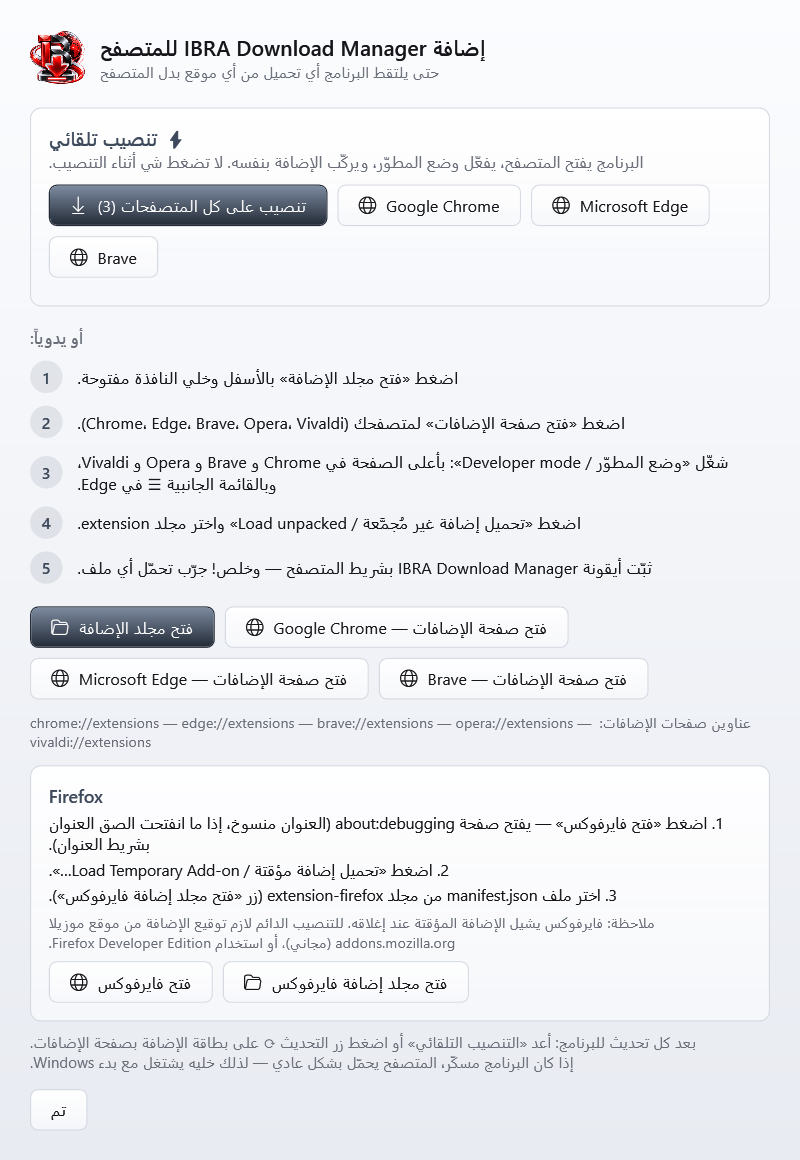 إضافة IBRA Download Manager للمتصفح
حتى يلتقط البرنامج أي تحميل من أي موقع بدل المتصفح
تنصيب تلقائي
البرنامج يفتح المتصفح، يفعّل وضع المطوّر، ويركّب الإضافة بنفسه. لا تضغط شي أثناء التنصيب.
تنصيب على كل المتصفحات (3)
Google Chrome
Microsoft Edge
Brave
أو يدوياً:
1 اضغط «فتح مجلد الإضافة» بالأسفل وخلي النافذة مفتوحة.
2 اضغط «فتح صفحة الإضافات» لمتصفحك (Chrome، Edge، Brave، Opera، Vivaldi).
3 شغّل «وضع المطوّر / Developer mode»: بأعلى الصفحة في Chrome و Brave و Opera و Vivaldi،
وبالقائمة الجانبية ☰ في Edge.
4 اضغط «تحميل إضافة غير مُجمَّعة / Load unpacked» واختر مجلد extension.
5 ثبّت أيقونة IBRA Download Manager بشريط المتصفح — وخلص! جرّب تحمّل أي ملف.
فتح مجلد الإضافة
فتح صفحة الإضافات — Google Chrome
فتح صفحة الإضافات — Microsoft Edge
فتح صفحة الإضافات — Brave
عناوين صفحات الإضافات: chrome://extensions — edge://extensions — brave://extensions — opera://extensions —
vivaldi://extensions
Firefox
1. اضغط «فتح فايرفوكس» — يفتح صفحة about:debugging (العنوان منسوخ، إذا ما انفتحت الصق العنوان
بشريط العنوان).
2. اضغط «تحميل إضافة مؤقتة / Load Temporary Add-on...».
3. اختر ملف manifest.json من مجلد extension-firefox (زر «فتح مجلد إضافة فايرفوكس»).
ملاحظة: فايرفوكس يشيل الإضافة المؤقتة عند إغلاقه. للتنصيب الدائم لازم توقيع الإضافة من موقع موزيلا
addons.mozilla.org (مجاني)، أو استخدام Firefox Developer Edition.
فتح فايرفوكس
فتح مجلد إضافة فايرفوكس
بعد كل تحديث للبرنامج: أعد «التنصيب التلقائي» أو اضغط زر التحديث ⟳ على بطاقة الإضافة بصفحة الإضافات.
إذا كان البرنامج مسكّر، المتصفح يحمّل بشكل عادي — لذلك خليه يشتغل مع بدء Windows.
تم